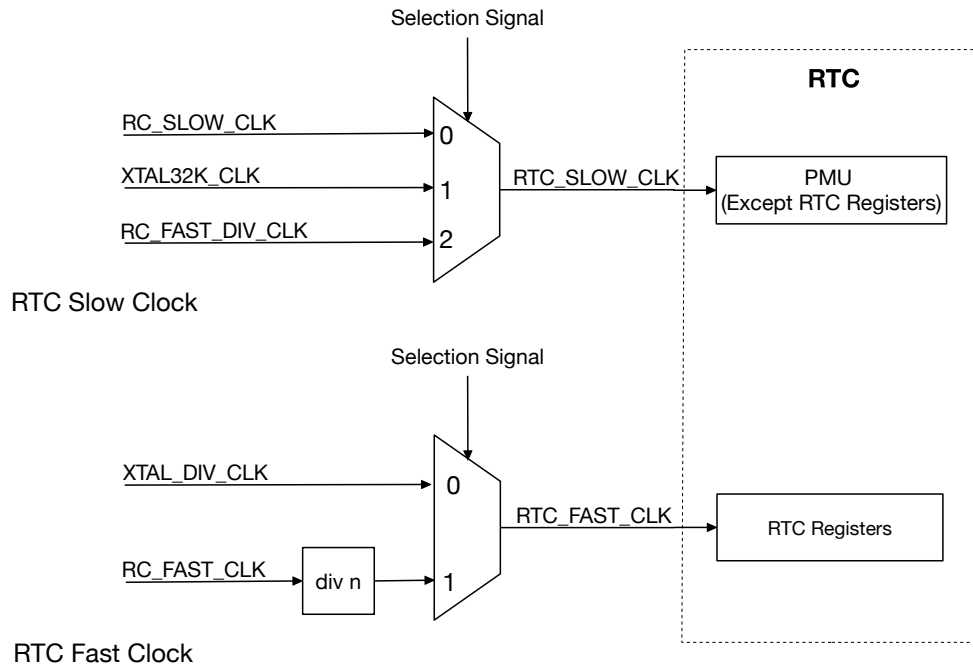 Selection Signal
RTC
RC_SLOW_CLK
0
XTAL32K_CLK
1
RTC_SLOW_CLK
PMU
(Except RTC Registers)
RC_FAST_DIV_CLK
2
RTC Slow Clock
Selection Signal
XTAL_DIV_CLK
0
RTC_FAST_CLK
RTC Registers
RC_FAST_CLK
div n
1
RTC Fast Clock